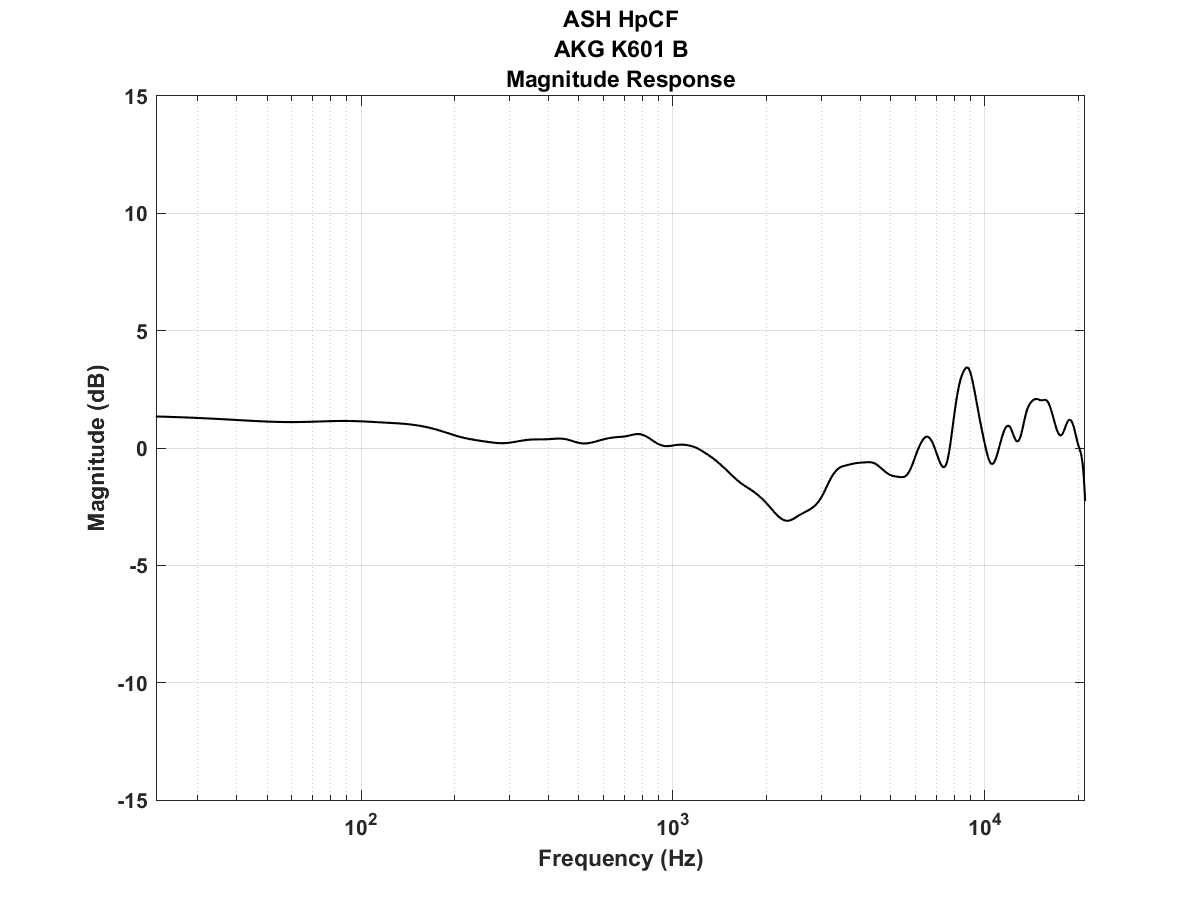 ASH HpCF
AKG K601 B
Magnitude Response
15
10
5
0
-5
-10
-15
Magnitude (dB)
10² 10³ 10⁴
Frequency (Hz)